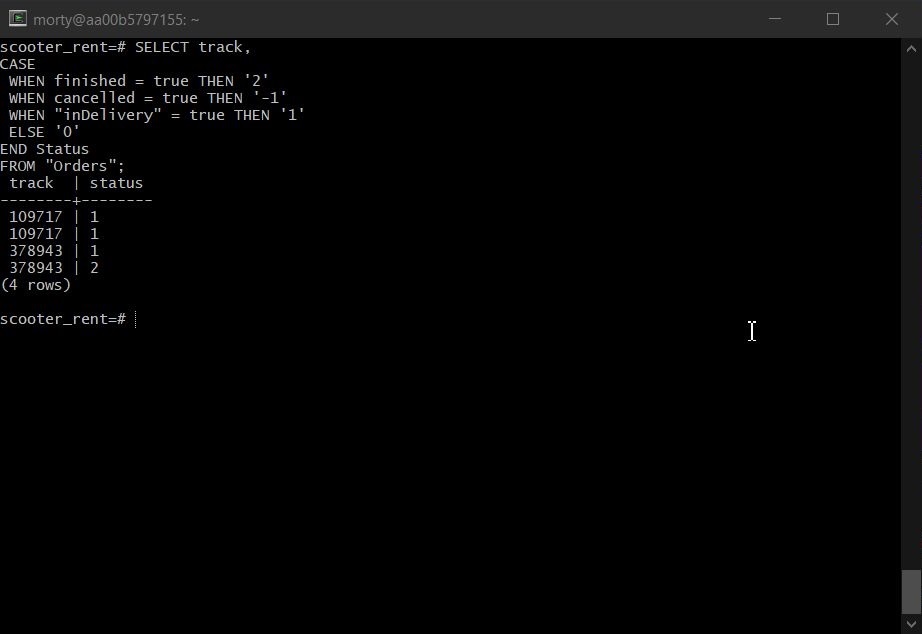 morty@aa00b5797155: ~
scooter_rent=# SELECT track,
CASE
 WHEN finished = true THEN '2'
 WHEN cancelled = true THEN '-1'
 WHEN "inDelivery" = true THEN '1'
 ELSE '0'
END Status
FROM "Orders";
 track  | status
--------+--------
 109717 | 1
 109717 | 1
 378943 | 1
 378943 | 2
(4 rows)
scooter_rent=#